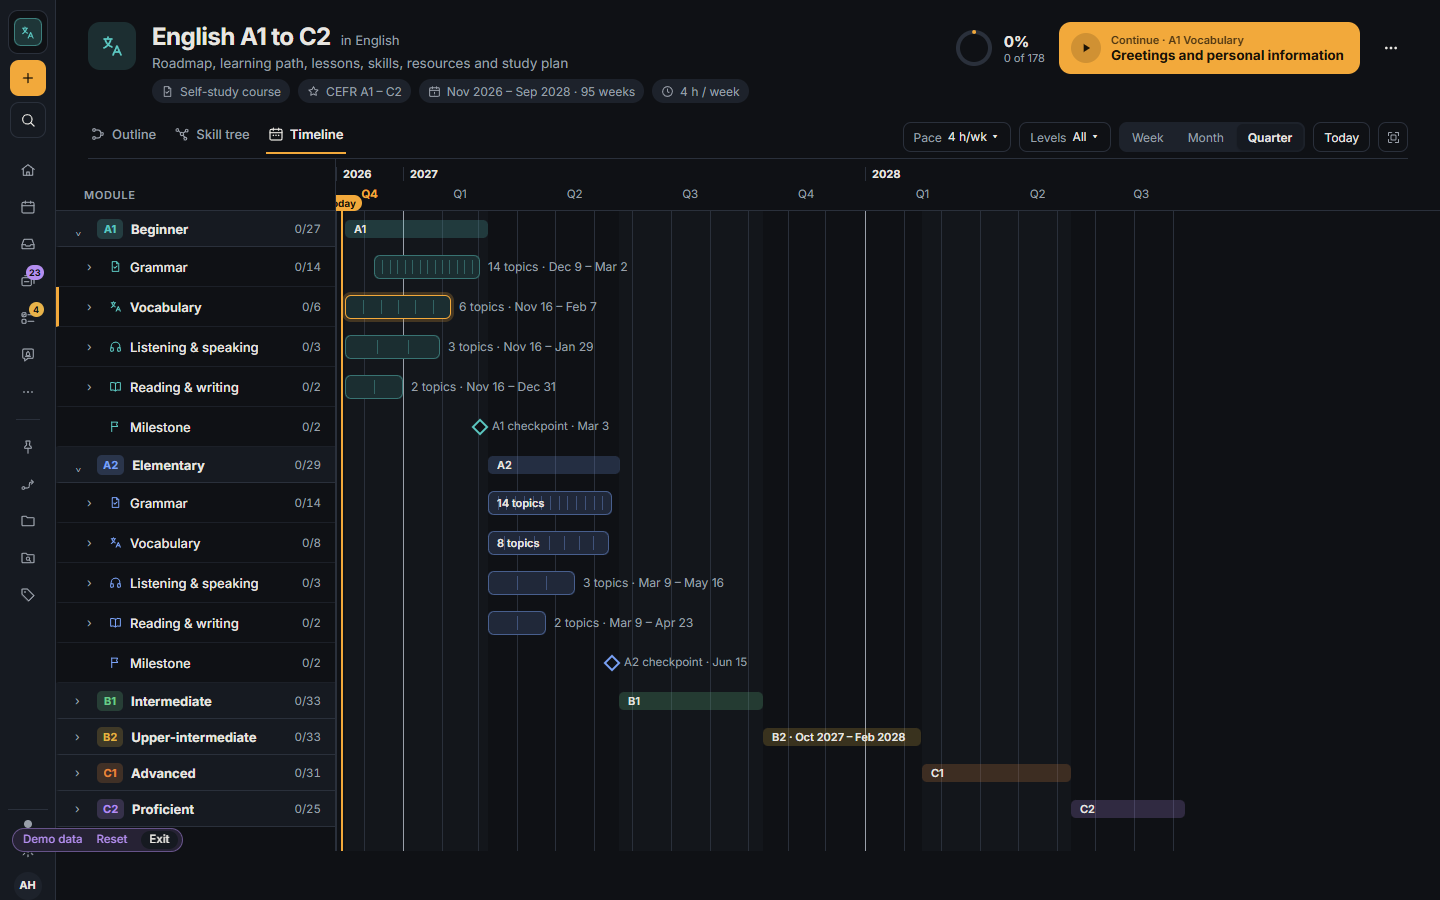 English A1 to C2 in English
Roadmap, learning path, lessons, skills, resources and study plan
Self-study course CEFR A1 – C2 Nov 2026 – Sep 2028 · 95 weeks 4 h / week
0%
0 of 178
Continue · A1 Vocabulary
Greetings and personal information
Outline Skill tree Timeline
Pace 4 h/wk Levels All Week Month Quarter Today
2026 2027 2028
MODULE Q4 Q1 Q2 Q3 Q4 Q1 Q2 Q3
oday
A1 Beginner 0/27 A1
Grammar 0/14 14 topics · Dec 9 – Mar 2
Vocabulary 0/6 6 topics · Nov 16 – Feb 7
Listening & speaking 0/3 3 topics · Nov 16 – Jan 29
Reading & writing 0/2 2 topics · Nov 16 – Dec 31
Milestone 0/2 A1 checkpoint · Mar 3
A2 Elementary 0/29 A2
Grammar 0/14 14 topics
Vocabulary 0/8 8 topics
Listening & speaking 0/3 3 topics · Mar 9 – May 16
Reading & writing 0/2 2 topics · Mar 9 – Apr 23
Milestone 0/2 A2 checkpoint · Jun 15
B1 Intermediate 0/33 B1
B2 Upper-intermediate 0/33 B2 · Oct 2027 – Feb 2028
C1 Advanced 0/31 C1
C2 Proficient 0/25 C2
23
4
Demo data Reset Exit
AH